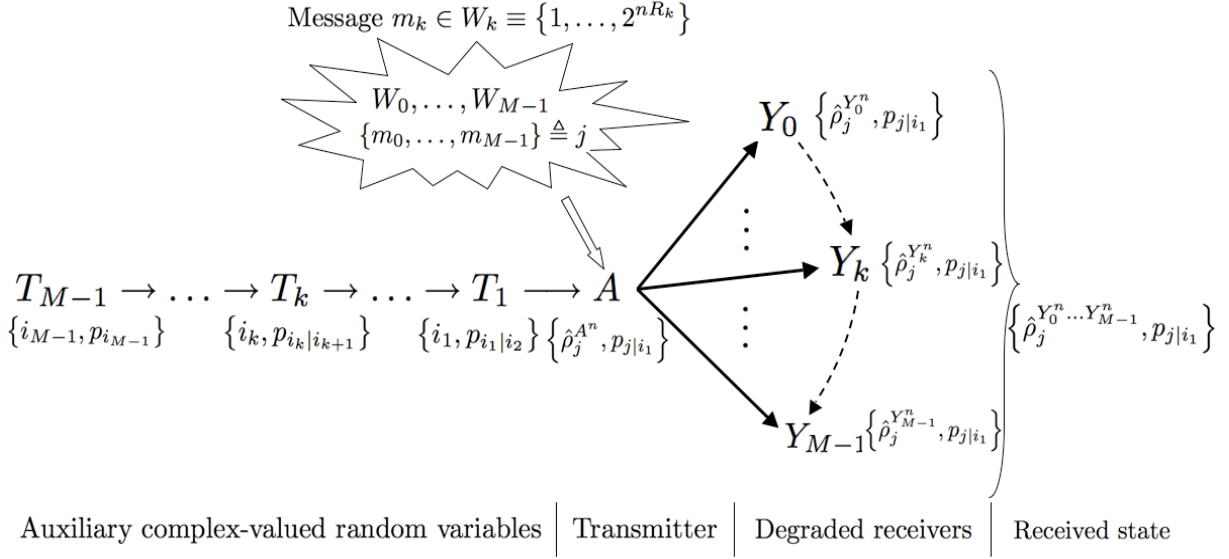 Message m_k ∈ W_k ≡ {1, . . . , 2^{nR_k}}
W_0, . . . , W_{M−1}
{m_0, . . . , m_{M−1}} ≜ j
Y_0 {ρ̂_j^{Y_0^n}, p_{j|i_1}}
Y_k {ρ̂_j^{Y_k^n}, p_{j|i_1}}
T_{M−1} → . . . → T_k → . . . → T_1 ⟶ A
{i_{M−1}, p_{i_{M−1}}} {i_k, p_{i_k|i_{k+1}}} {i_1, p_{i_1|i_2}} {ρ̂_j^{A^n}, p_{j|i_1}}
{ρ̂_j^{Y_0^n...Y_{M−1}^n}, p_{j|i_1}}
Y_{M−1} {ρ̂_j^{Y_{M−1}^n}, p_{j|i_1}}
Auxiliary complex-valued random variables | Transmitter | Degraded receivers | Received state